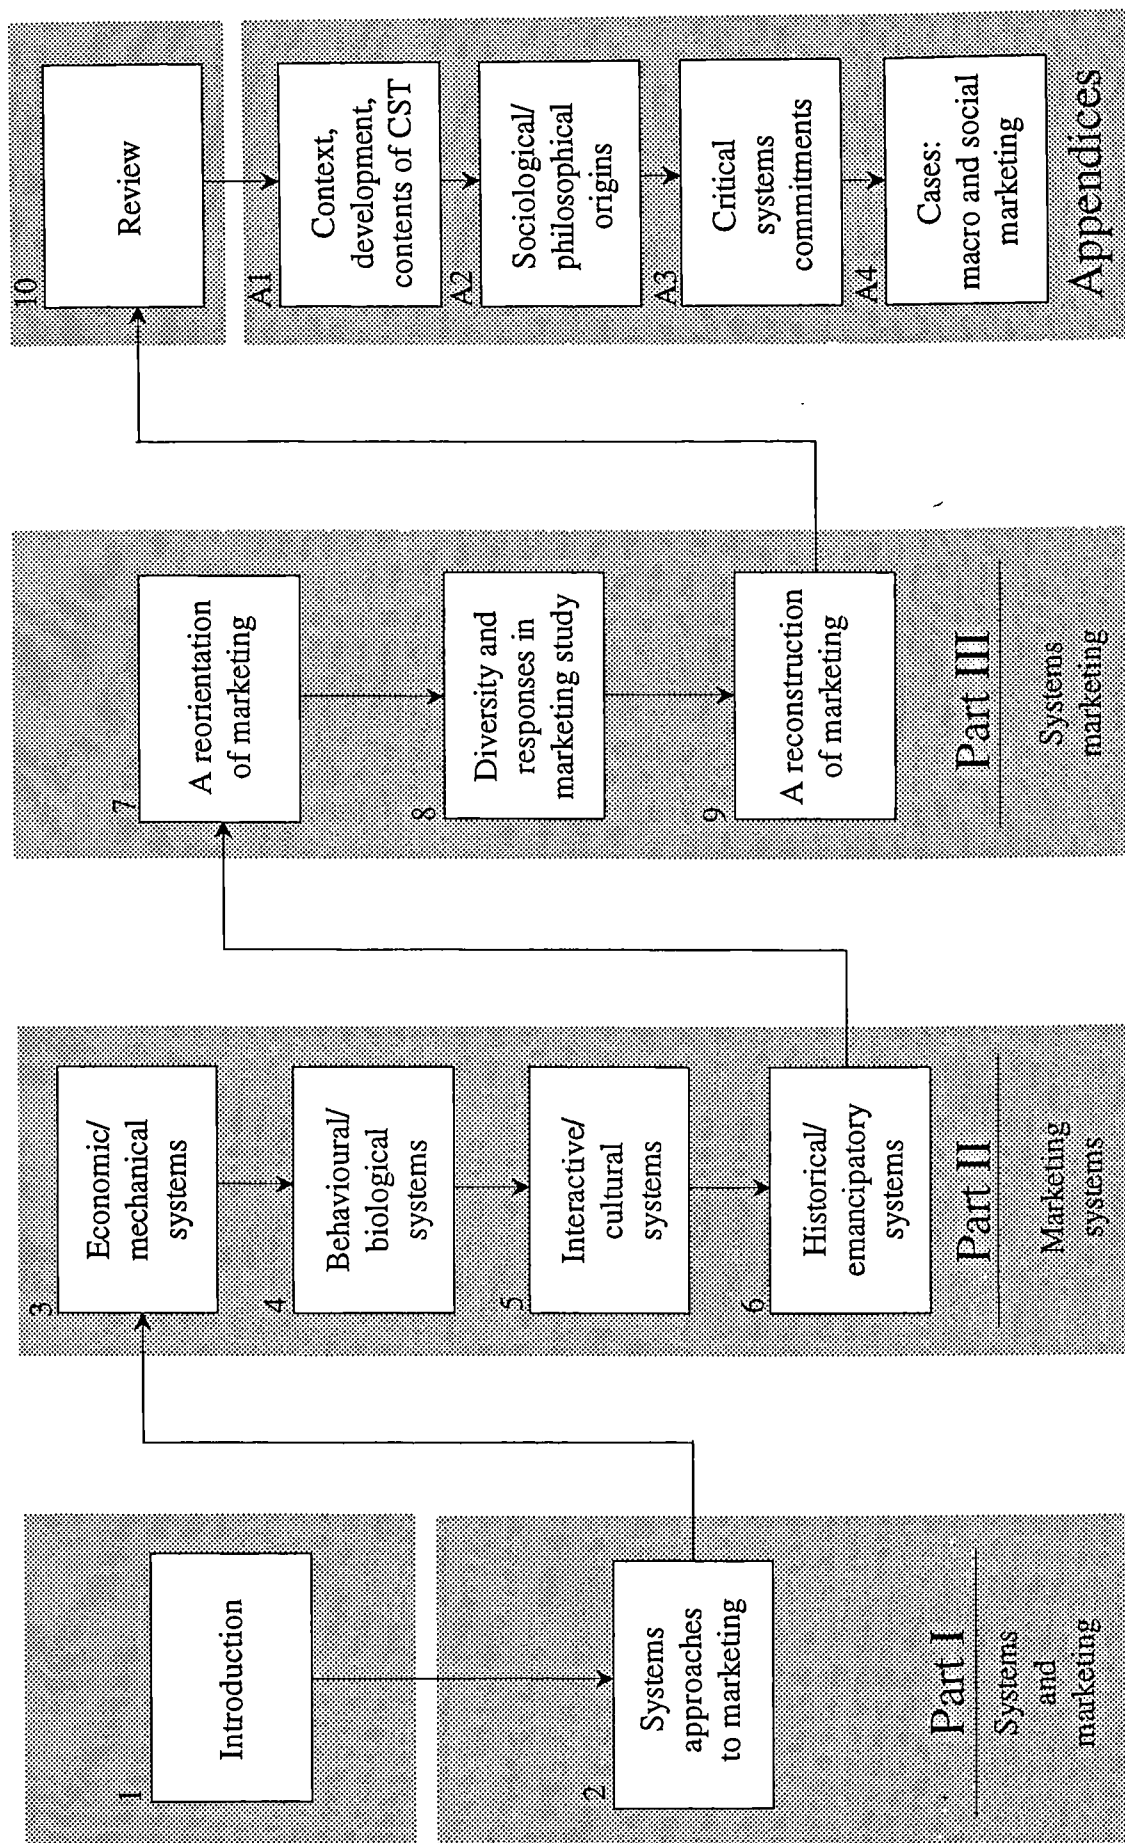 1
Introduction
2
Systems
approaches
to marketing
Part I
Systems
and
marketing
3
Economic/
mechanical
systems
4
Behavioural/
biological
systems
5
Interactive/
cultural
systems
6
Historical/
emancipatory
systems
Part II
Marketing
systems
7
A reorientation
of marketing
8
Diversity and
responses in
marketing study
9
A reconstruction
of marketing
Part III
Systems
marketing
10
Review
A1
Context,
development,
contents of CST
A2
Sociological/
philosophical
origins
A3
Critical
systems
commitments
A4
Cases:
macro and social
marketing
Appendices